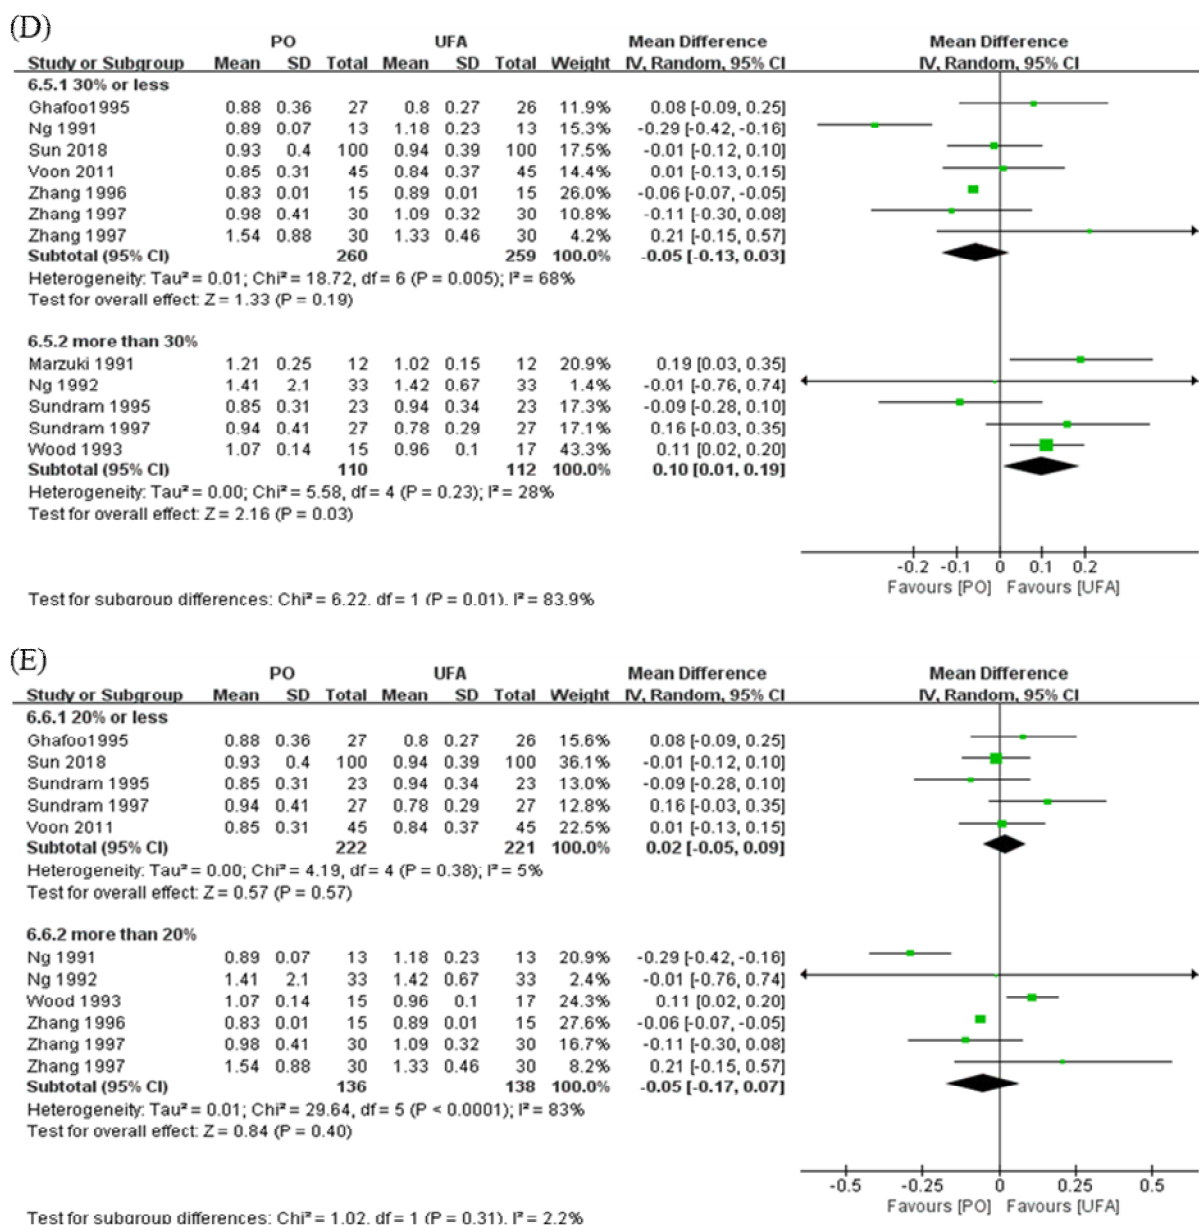 (D)
PO UFA Mean Difference Mean Difference
Study or Subgroup Mean SD Total Mean SD Total Weight IV, Random, 95% CI IV, Random, 95% CI
6.5.1 30% or less
Ghafoo1995 0.88 0.36 27 0.8 0.27 26 11.9% 0.08 [-0.09, 0.25]
Ng 1991 0.89 0.07 13 1.18 0.23 13 15.3% -0.29 [-0.42, -0.16]
Sun 2018 0.93 0.4 100 0.94 0.39 100 17.5% -0.01 [-0.12, 0.10]
Voon 2011 0.85 0.31 45 0.84 0.37 45 14.4% 0.01 [-0.13, 0.15]
Zhang 1996 0.83 0.01 15 0.89 0.01 15 26.0% -0.06 [-0.07, -0.05]
Zhang 1997 0.98 0.41 30 1.09 0.32 30 10.8% -0.11 [-0.30, 0.08]
Zhang 1997 1.54 0.88 30 1.33 0.46 30 4.2% 0.21 [-0.15, 0.57]
Subtotal (95% CI) 260 259 100.0% -0.05 [-0.13, 0.03]
Heterogeneity: Tau² = 0.01; Chi² = 18.72, df = 6 (P = 0.005); I² = 68%
Test for overall effect: Z = 1.33 (P = 0.19)
6.5.2 more than 30%
Marzuki 1991 1.21 0.25 12 1.02 0.15 12 20.9% 0.19 [0.03, 0.35]
Ng 1992 1.41 2.1 33 1.42 0.67 33 1.4% -0.01 [-0.76, 0.74]
Sundram 1995 0.85 0.31 23 0.94 0.34 23 17.3% -0.09 [-0.28, 0.10]
Sundram 1997 0.94 0.41 27 0.78 0.29 27 17.1% 0.16 [-0.03, 0.35]
Wood 1993 1.07 0.14 15 0.96 0.1 17 43.3% 0.11 [0.02, 0.20]
Subtotal (95% CI) 110 112 100.0% 0.10 [0.01, 0.19]
Heterogeneity: Tau² = 0.00; Chi² = 5.58, df = 4 (P = 0.23); I² = 28%
Test for overall effect: Z = 2.16 (P = 0.03)
-0.2 -0.1 0 0.1 0.2
Favours [PO] Favours [UFA]
Test for subgroup differences: Chi² = 6.22. df = 1 (P = 0.01). I² = 83.9%
(E)
PO UFA Mean Difference Mean Difference
Study or Subgroup Mean SD Total Mean SD Total Weight IV, Random, 95% CI IV, Random, 95% CI
6.6.1 20% or less
Ghafoo1995 0.88 0.36 27 0.8 0.27 26 15.6% 0.08 [-0.09, 0.25]
Sun 2018 0.93 0.4 100 0.94 0.39 100 36.1% -0.01 [-0.12, 0.10]
Sundram 1995 0.85 0.31 23 0.94 0.34 23 13.0% -0.09 [-0.28, 0.10]
Sundram 1997 0.94 0.41 27 0.78 0.29 27 12.8% 0.16 [-0.03, 0.35]
Voon 2011 0.85 0.31 45 0.84 0.37 45 22.5% 0.01 [-0.13, 0.15]
Subtotal (95% CI) 222 221 100.0% 0.02 [-0.05, 0.09]
Heterogeneity: Tau² = 0.00; Chi² = 4.19, df = 4 (P = 0.38); I² = 5%
Test for overall effect: Z = 0.57 (P = 0.57)
6.6.2 more than 20%
Ng 1991 0.89 0.07 13 1.18 0.23 13 20.9% -0.29 [-0.42, -0.16]
Ng 1992 1.41 2.1 33 1.42 0.67 33 2.4% -0.01 [-0.76, 0.74]
Wood 1993 1.07 0.14 15 0.96 0.1 17 24.3% 0.11 [0.02, 0.20]
Zhang 1996 0.83 0.01 15 0.89 0.01 15 27.6% -0.06 [-0.07, -0.05]
Zhang 1997 0.98 0.41 30 1.09 0.32 30 16.7% -0.11 [-0.30, 0.08]
Zhang 1997 1.54 0.88 30 1.33 0.46 30 8.2% 0.21 [-0.15, 0.57]
Subtotal (95% CI) 136 138 100.0% -0.05 [-0.17, 0.07]
Heterogeneity: Tau² = 0.01; Chi² = 29.64, df = 5 (P < 0.0001); I² = 83%
Test for overall effect: Z = 0.84 (P = 0.40)
-0.5 -0.25 0 0.25 0.5
Favours [PO] Favours [UFA]
Test for subgroup differences: Chi² = 1.02. df = 1 (P = 0.31). I² = 2.2%